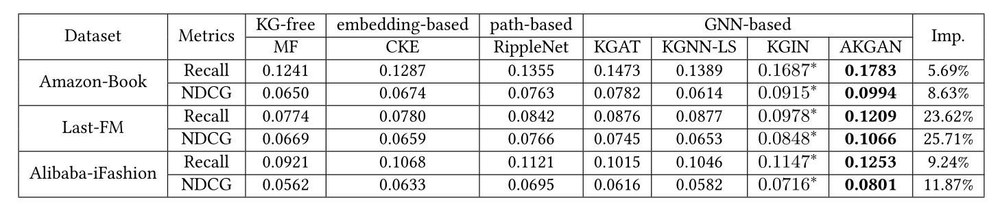 Dataset Metrics KG-free embedding-based path-based GNN-based Imp.
MF CKE RippleNet KGAT KGNN-LS KGIN AKGAN
Amazon-Book Recall 0.1241 0.1287 0.1355 0.1473 0.1389 0.1687* 0.1783 5.69%
NDCG 0.0650 0.0674 0.0763 0.0782 0.0614 0.0915* 0.0994 8.63%
Last-FM Recall 0.0774 0.0780 0.0842 0.0876 0.0877 0.0978* 0.1209 23.62%
NDCG 0.0669 0.0659 0.0766 0.0745 0.0653 0.0848* 0.1066 25.71%
Alibaba-iFashion Recall 0.0921 0.1068 0.1121 0.1015 0.1046 0.1147* 0.1253 9.24%
NDCG 0.0562 0.0633 0.0695 0.0616 0.0582 0.0716* 0.0801 11.87%